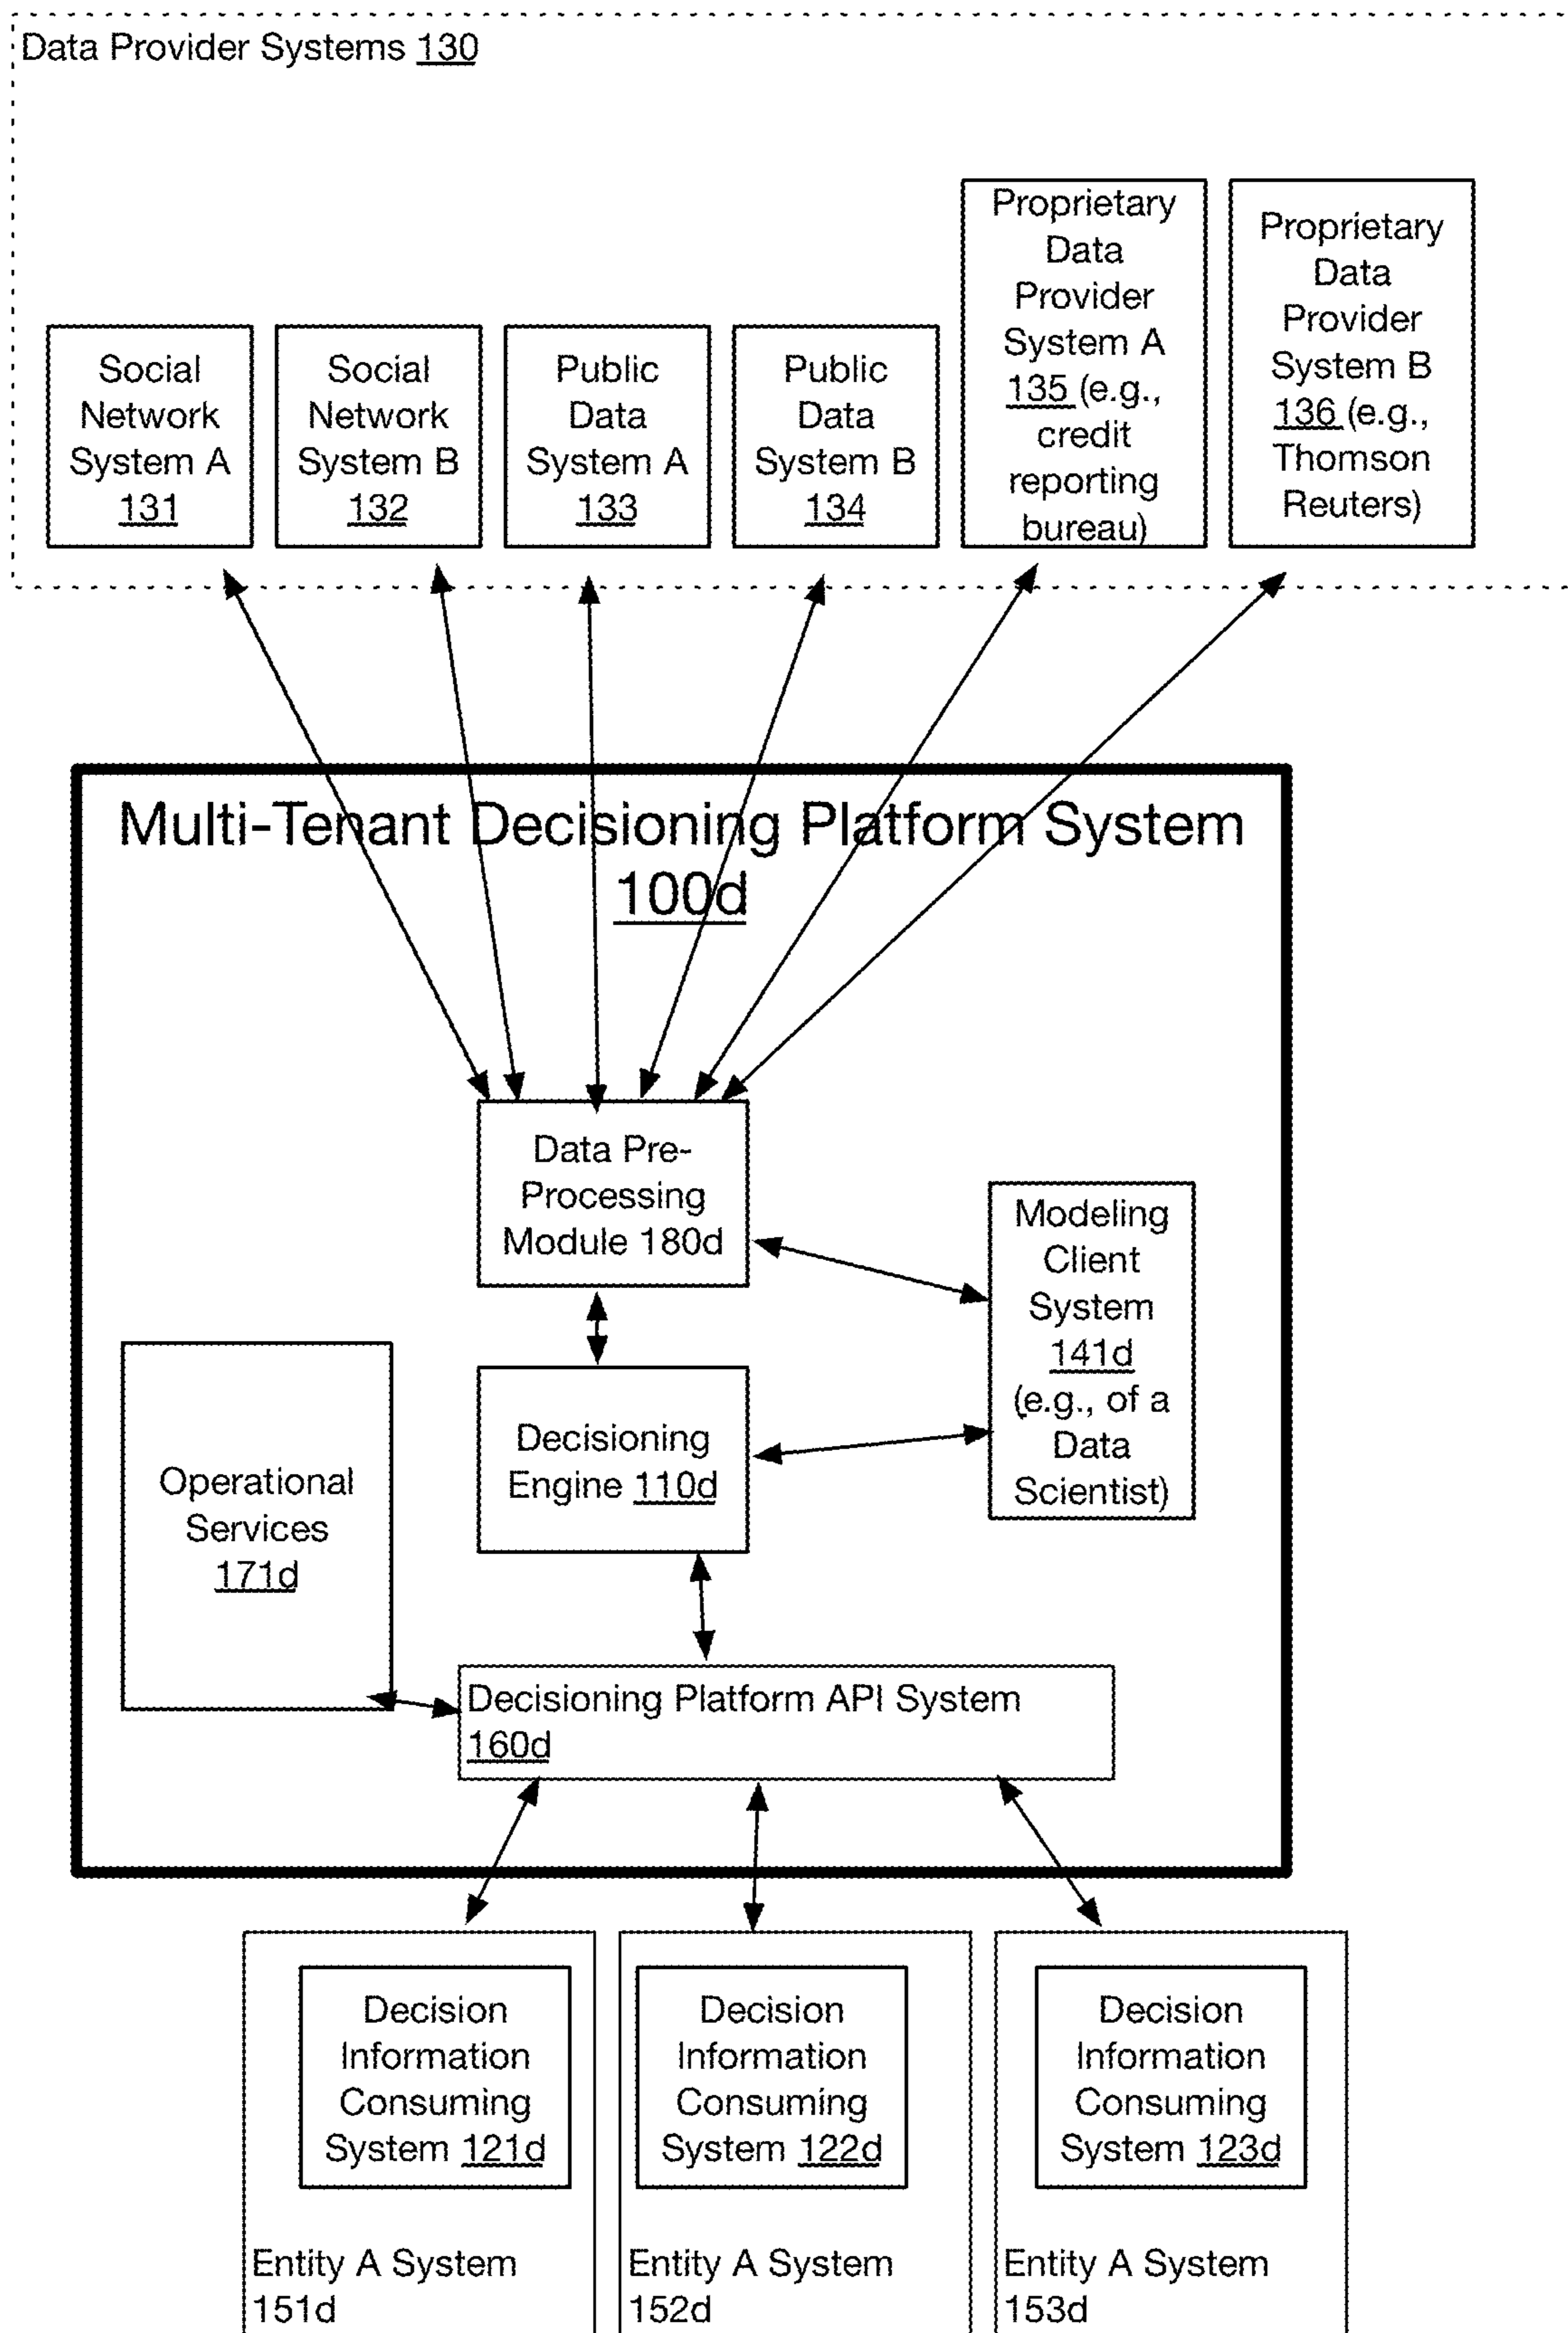 Data Provider Systems 130
Social
Network
System A
131
Social
Network
System B
132
Public
Data
System A
133
Public
Data
System B
134
Proprietary
Data
Provider
System A
135 (e.g.,
credit
reporting
bureau)
Proprietary
Data
Provider
System B
136 (e.g.,
Thomson
Reuters)
Multi-Tenant Decisioning Platform System
100d
Data Pre-
Processing
Module 180d
Modeling
Client
System
141d
(e.g., of a
Data
Scientist)
Decisioning
Engine 110d
Operational
Services
171d
Decisioning Platform API System
160d
Decision
Information
Consuming
System 121d
Entity A System
151d
Decision
Information
Consuming
System 122d
Entity A System
152d
Decision
Information
Consuming
System 123d
Entity A System
153d